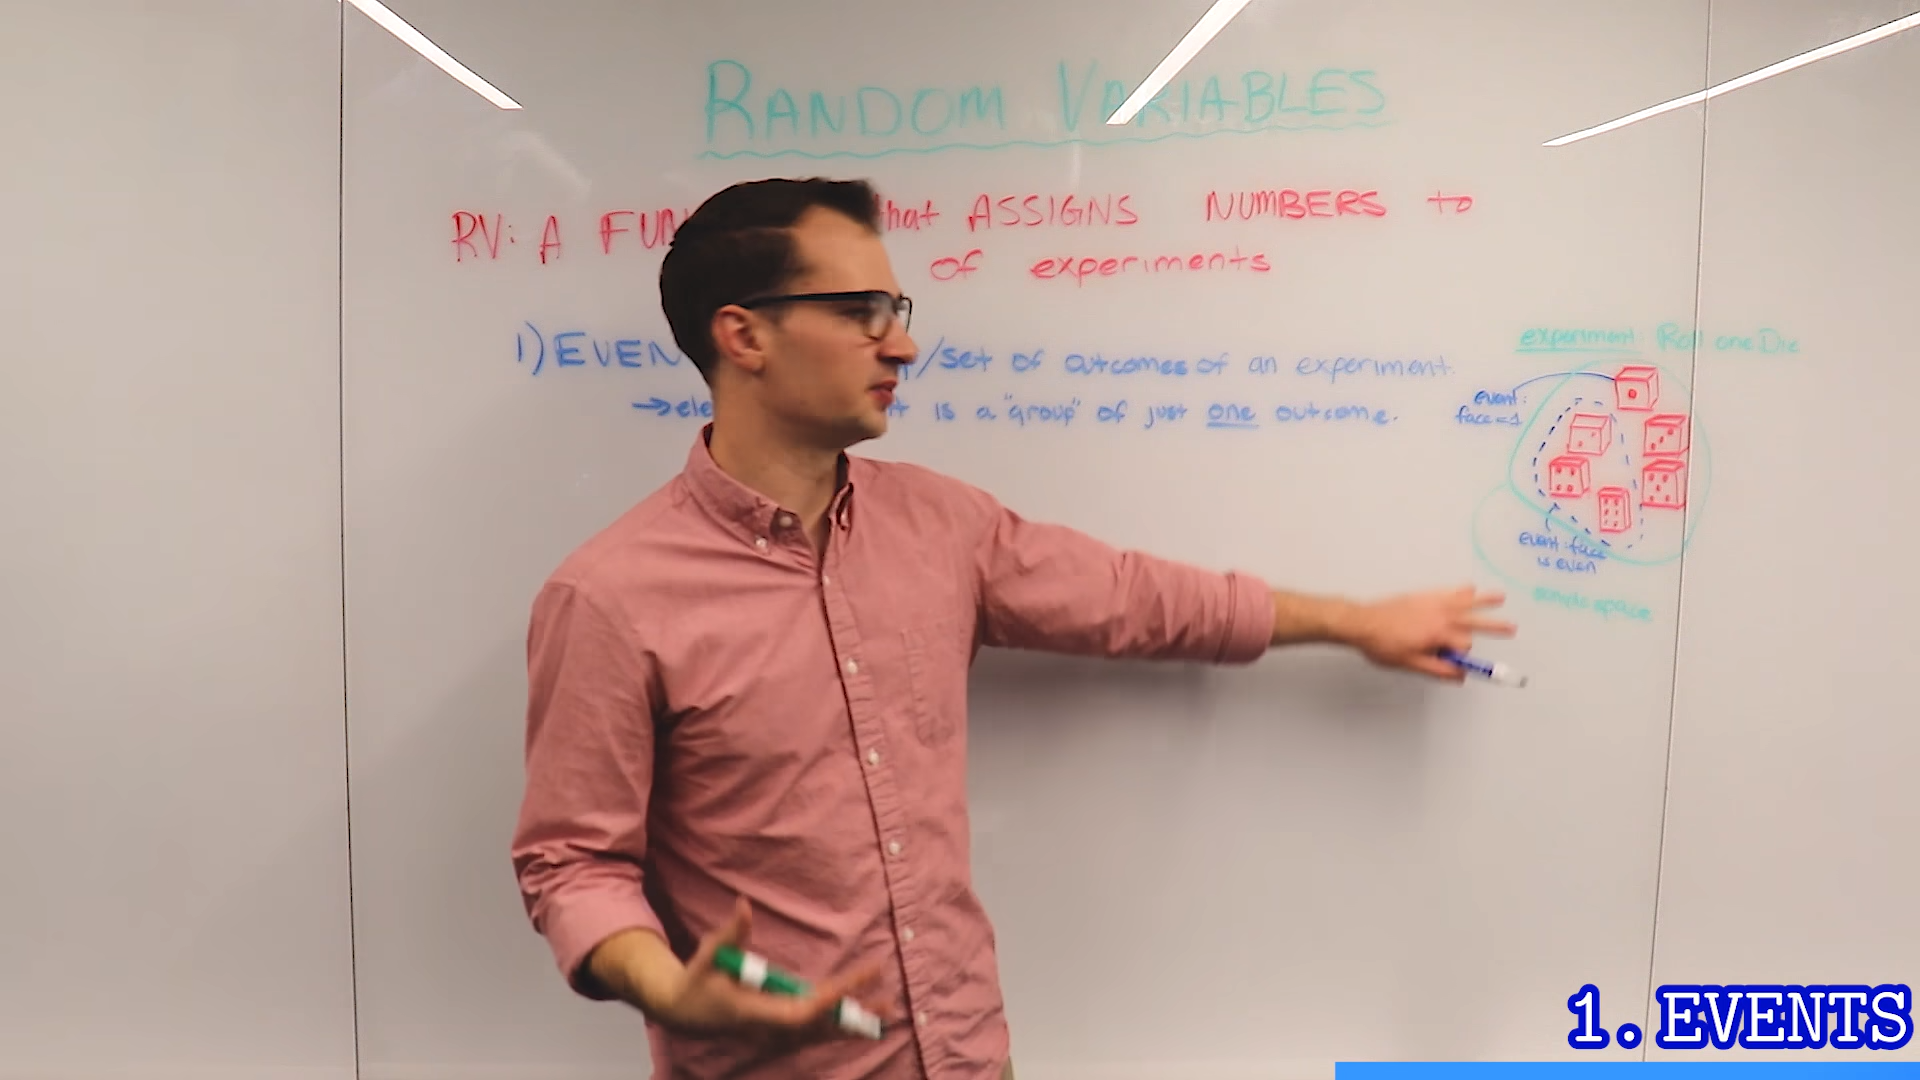 RANDOM VARIABLES
RV: A FUN that ASSIGNS NUMBERS to
of experiments
1) EVEN /set of outcomes of an experiment.
→ele is a "group" of just one outcome.
experiment: Roll one Die
event:
face=1
event: face
is even
sample space
1. EVENTS